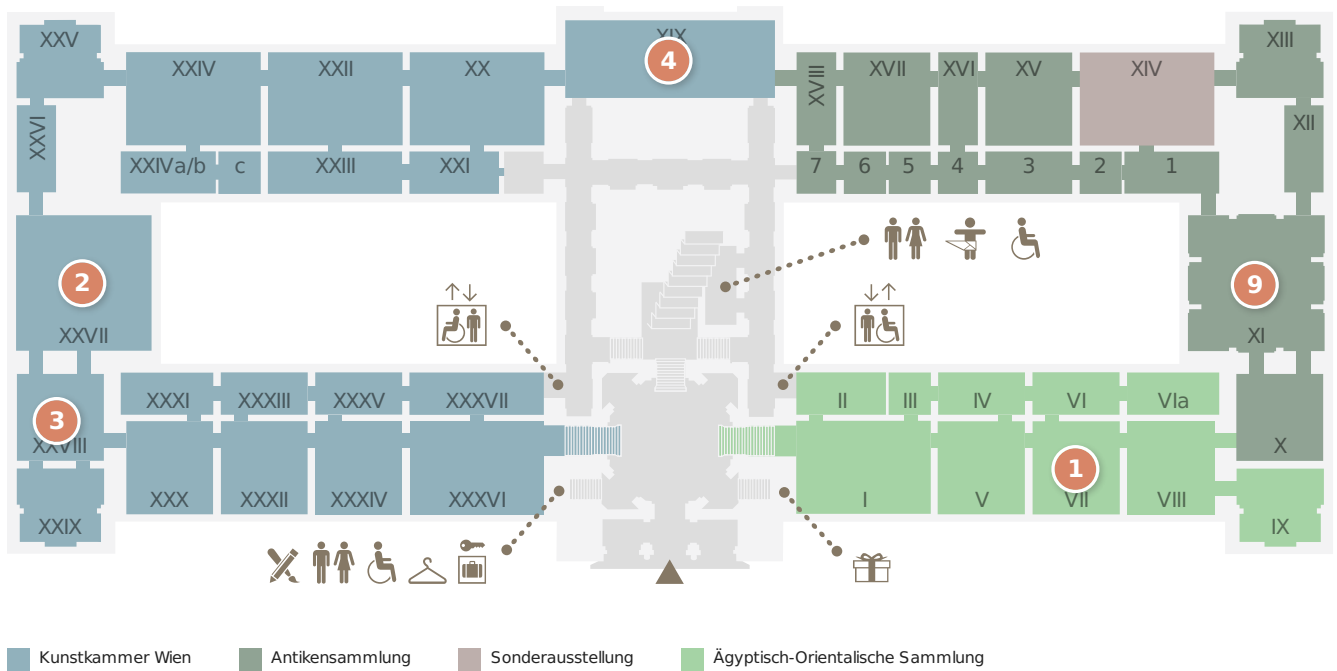 XXV
XXIV
XXII
XX
XIX
4
XVIII
XVII
XVI
XV
XIV
XIII
XXVI
XII
XXIVa/b
c
XXIII
XXI
7
6
5
4
3
2
1
2
XXVII
9
XI
XXXI
XXXIII
XXXV
XXXVII
II
III
IV
VI
VIa
3
XXVIII
X
1
XXX
XXXII
XXXIV
XXXVI
I
V
VII
VIII
XXIX
IX
Kunstkammer Wien
Antikensammlung
Sonderausstellung
Ägyptisch-Orientalische Sammlung